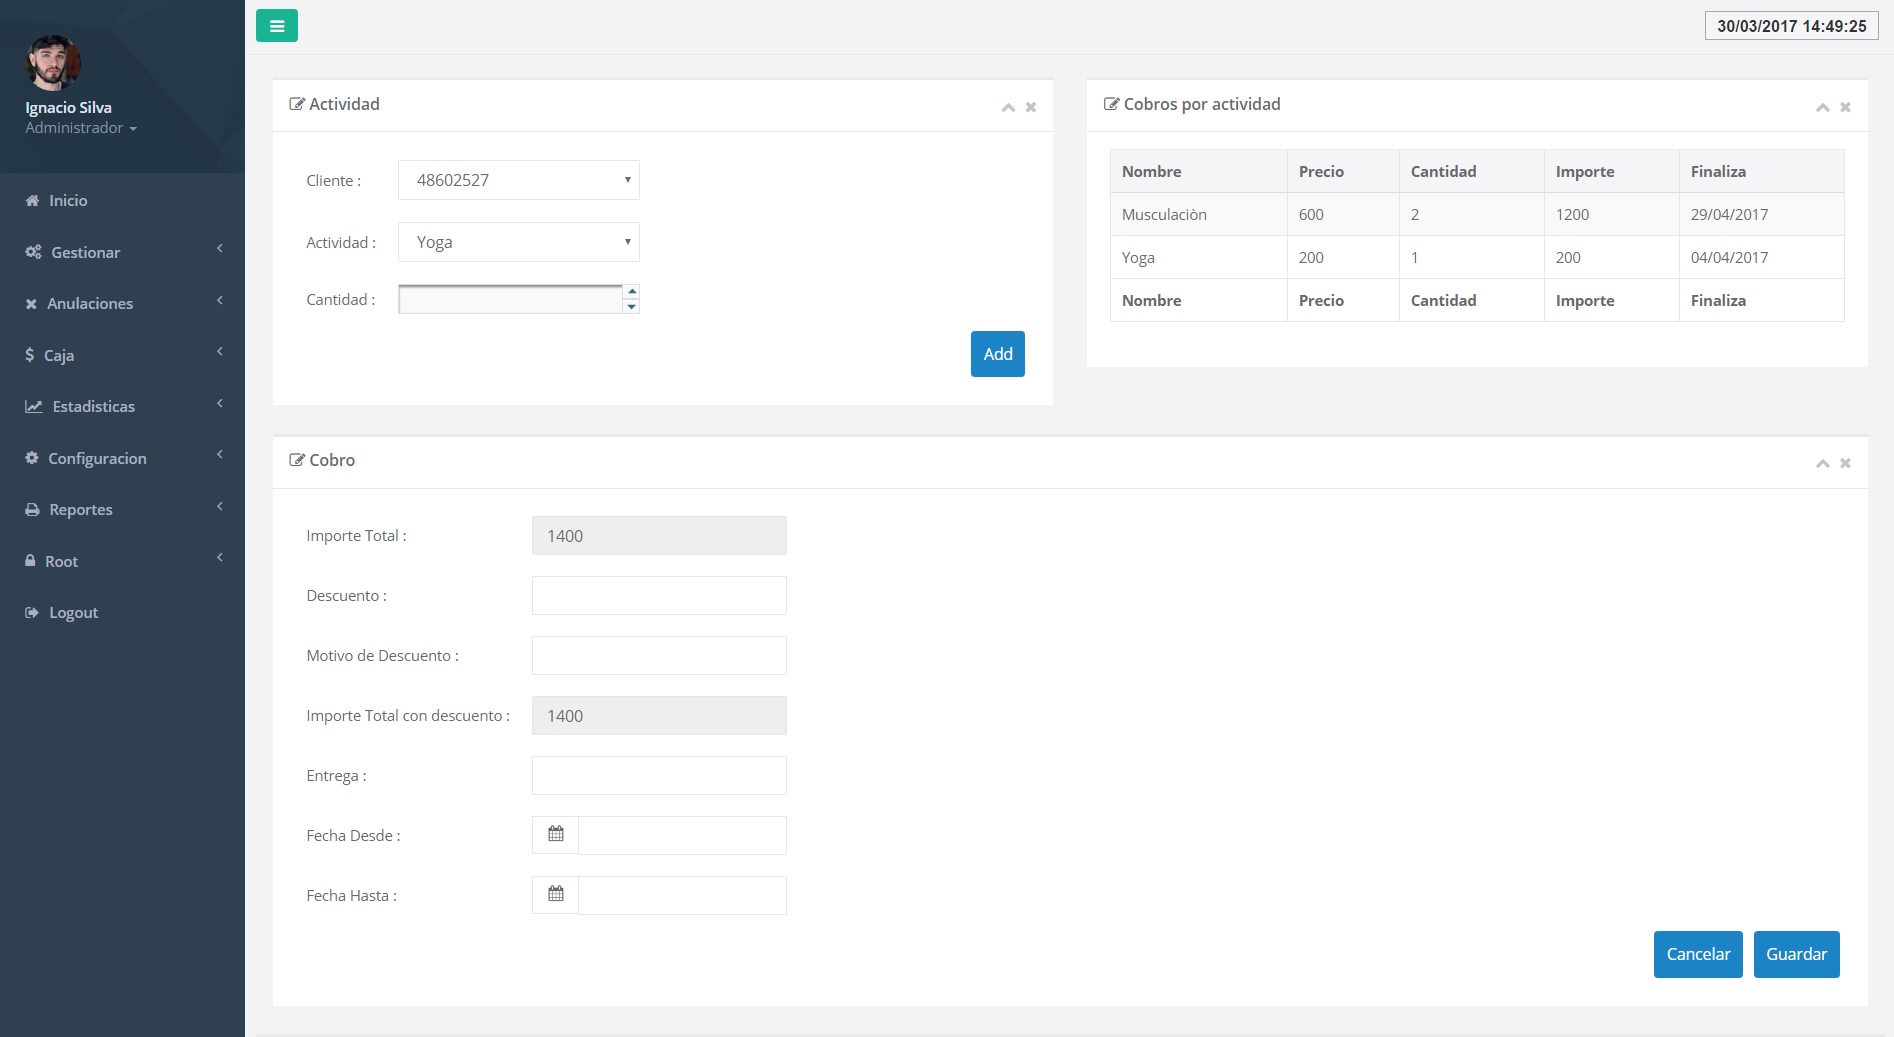 30/03/2017 14:49:25
Ignacio Silva
Administrador
Inicio
Gestionar
Anulaciones
Caja
Estadisticas
Configuracion
Reportes
Root
Logout
Actividad
Cliente : 48602527
Actividad : Yoga
Cantidad :
Add
Cobros por actividad
Nombre Precio Cantidad Importe Finaliza
Musculaciòn 600 2 1200 29/04/2017
Yoga 200 1 200 04/04/2017
Nombre Precio Cantidad Importe Finaliza
Cobro
Importe Total : 1400
Descuento :
Motivo de Descuento :
Importe Total con descuento : 1400
Entrega :
Fecha Desde :
Fecha Hasta :
Cancelar Guardar